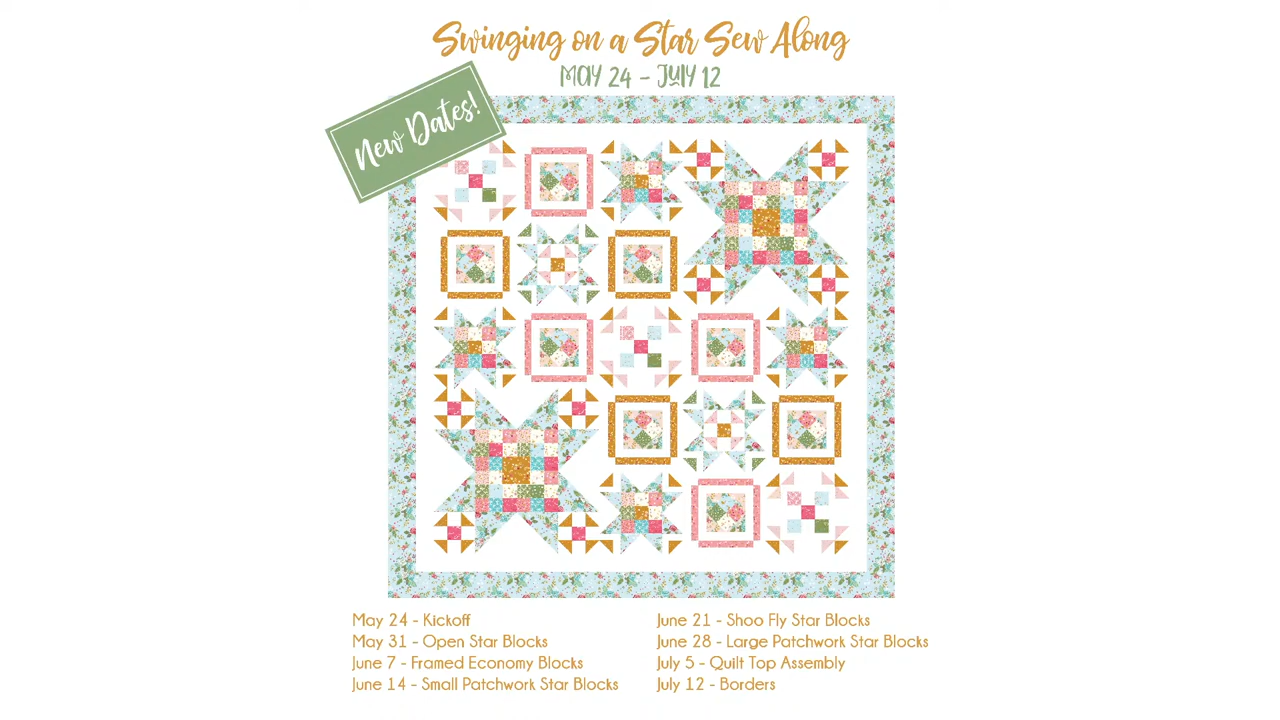 Swinging on a Star Sew Along
MAY 24 - JULY 12
New Dates!
May 24 - Kickoff
May 31 - Open Star Blocks
June 7 - Framed Economy Blocks
June 14 - Small Patchwork Star Blocks
June 21 - Shoo Fly Star Blocks
June 28 - Large Patchwork Star Blocks
July 5 - Quilt Top Assembly
July 12 - Borders